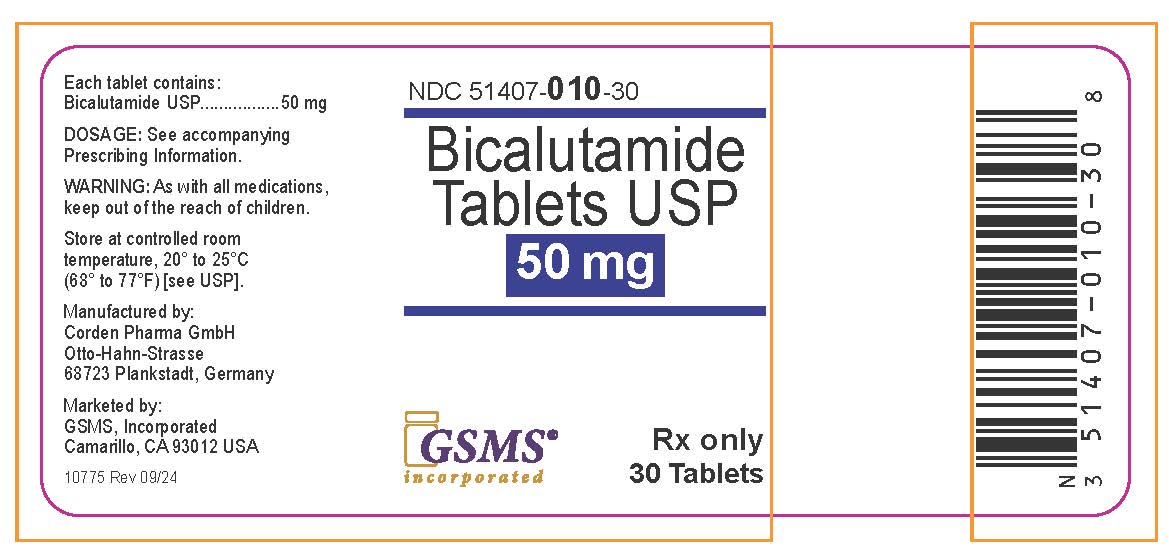 Each tablet contains:
Bicalutamide USP.................50 mg
DOSAGE: See accompanying
Prescribing Information.
WARNING: As with all medications,
keep out of the reach of children.
Store at controlled room
temperature, 20° to 25°C
(68° to 77°F) [see USP].
Manufactured by:
Corden Pharma GmbH
Otto-Hahn-Strasse
68723 Plankstadt, Germany
Marketed by:
GSMS, Incorporated
Camarillo, CA 93012 USA
10775 Rev 09/24
NDC 51407-010-30
Bicalutamide
Tablets USP
50 mg
GSMS®
incorporated
Rx only
30 Tablets
N
3 51407-010-30 8